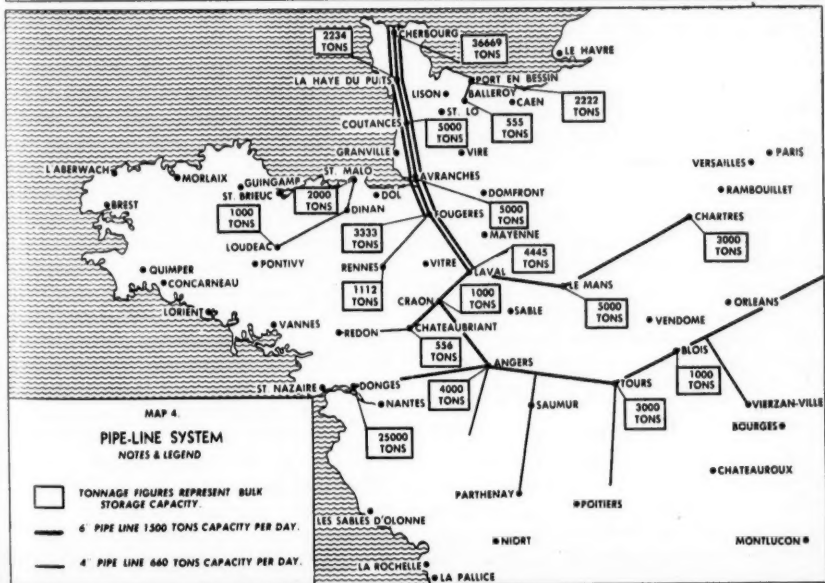 2234
TONS
CHERBOURG
36669
TONS
LE HAVRE
LA HAYE DU PUITS
PORT EN BESSIN
LISON
BALLEROY
CAEN
ST. LO
2222
TONS
COUTANCES
5000
TONS
555
TONS
GRANVILLE
VIRE
PARIS
VERSAILLES
L'ABERWACH
MORLAIX
GUINGAMP
ST. MALO
AVRANCHES
ST. BRIEUC
2000
TONS
DOL
DOMFRONT
RAMBOUILLET
BREST
DINAN
5000
TONS
1000
TONS
FOUGERES
CHARTRES
LOUDEAC
3333
TONS
MAYENNE
3000
TONS
4445
TONS
QUIMPER
PONTIVY
RENNES
VITRE
LAVAL
CONCARNEAU
1112
TONS
LE MANS
1000
TONS
5000
TONS
ORLEANS
LORIENT
CRAON
SABLE
VENDOME
VANNES
REDON
CHATEAUBRIANT
556
TONS
BLOIS
ANGERS
1000
TONS
ST. NAZAIRE
DONGES
4000
TONS
TOURS
NANTES
SAUMUR
3000
TONS
VIERZAN-VILLE
BOURGES
25000
TONS
CHATEAUROUX
PARTHENAY
POITIERS
LES SABLES D'OLONNE
NIORT
MONTLUCON
LA ROCHELLE
LA PALLICE
MAP 4.
PIPE-LINE SYSTEM
NOTES & LEGEND
TONNAGE FIGURES REPRESENT BULK
STORAGE CAPACITY.
6" PIPE LINE 1500 TONS CAPACITY PER DAY.
4" PIPE LINE 660 TONS CAPACITY PER DAY.